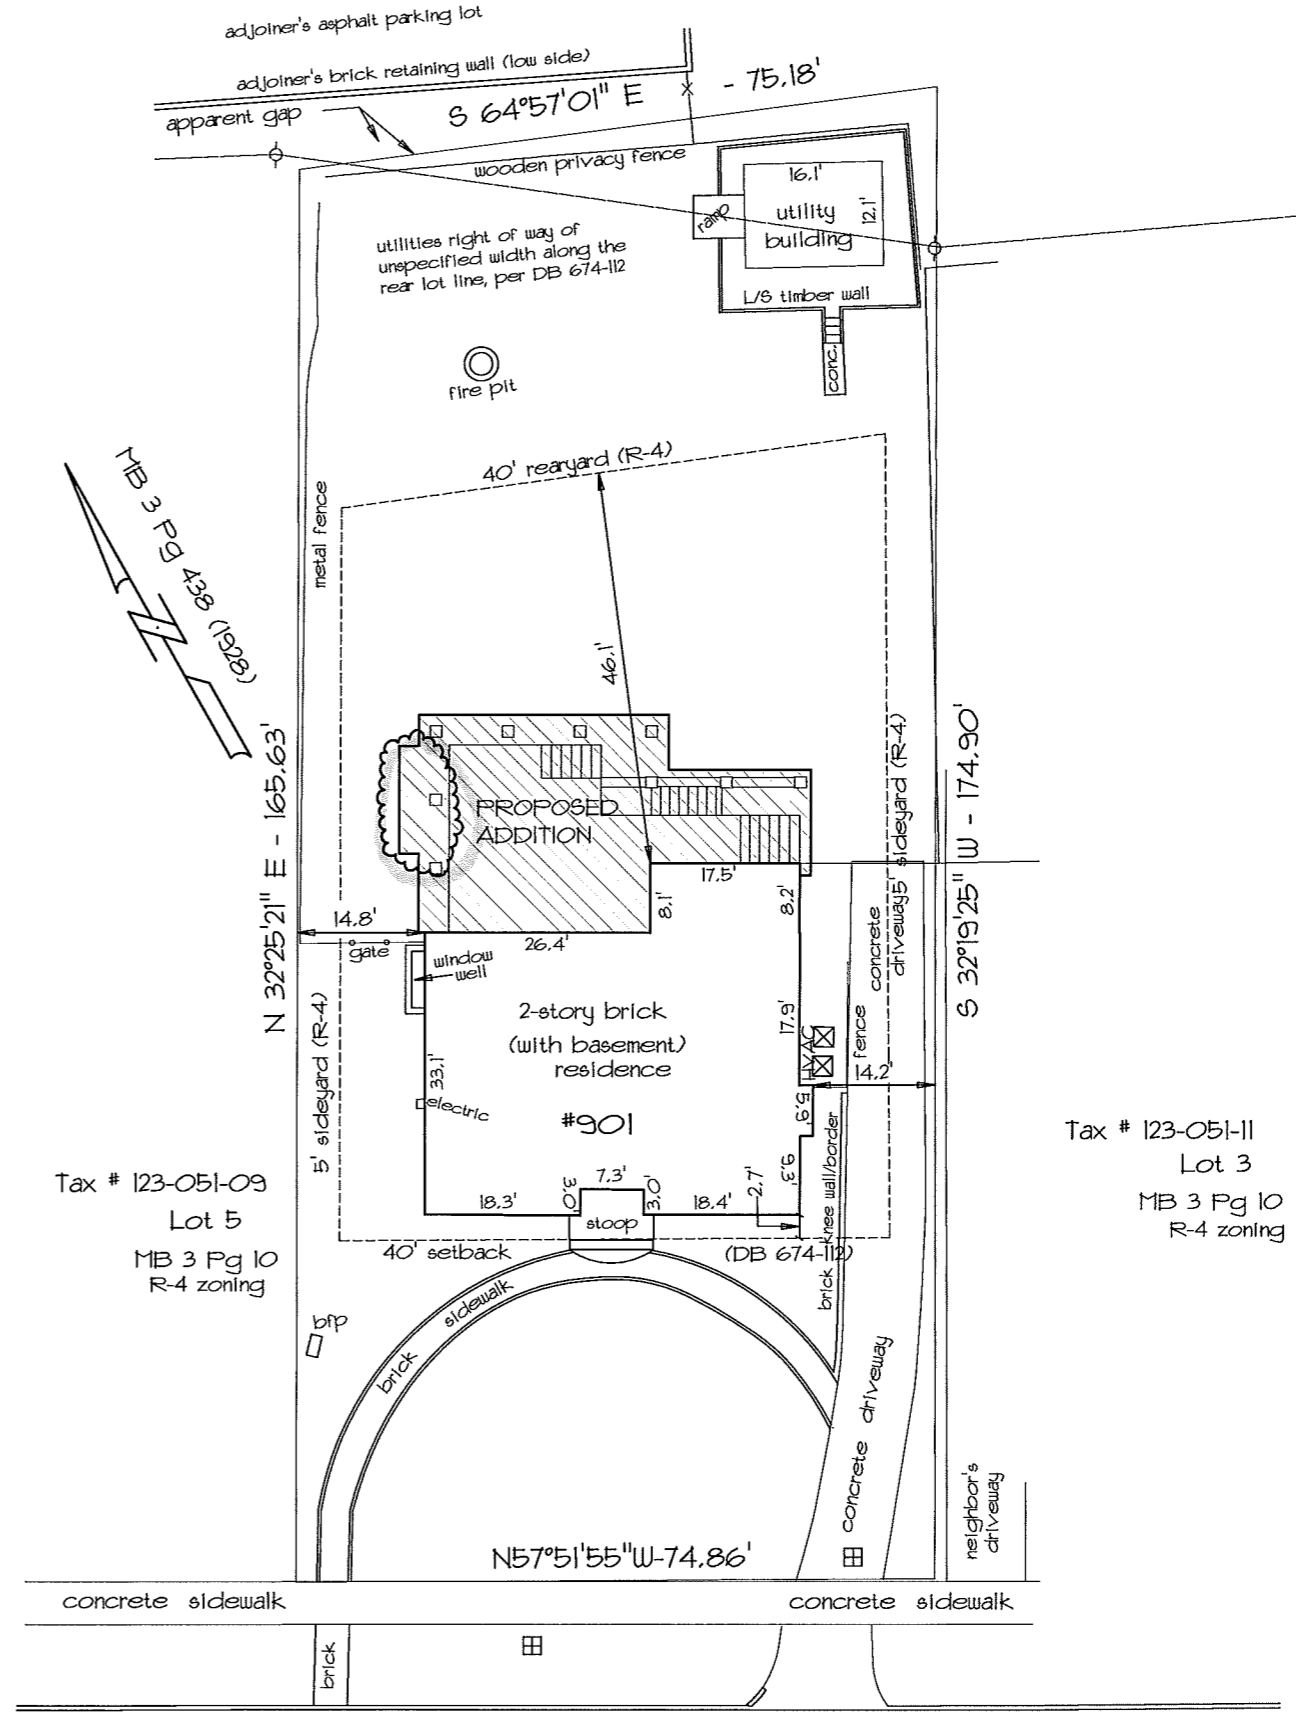 adjoiner's asphalt parking lot
adjoiner's brick retaining wall (low side)
S 64°57'01" E - 75.18'
apparent gap
wooden privacy fence
16.1'
12.1'
utility
building
ramp
utilities right of way of
unspecified width along the
rear lot line, per DB 674-112
L/S timber wall
conc.
fire pit
40' rearyard (R-4)
MB 3 Pg 438 (1928)
metal fence
46.1'
N 32°25'21" E - 165.63'
S 32°19'25" W - 174.90'
5' sideyard (R-4)
PROPOSED
ADDITION
17.5'
8.1'
8.2'
14.8'
26.4'
gate
window
well
concrete
driveway
fence
2-story brick
(with basement)
residence
17.9'
HVAC
14.2'
33.1'
electric
#901
5.9'
9.3'
5' sideyard (R-4)
Tax # 123-051-09
Lot 5
MB 3 Pg 10
R-4 zoning
Tax # 123-051-11
Lot 3
MB 3 Pg 10
R-4 zoning
7.3'
3.0'
3.0'
18.3'
18.4'
2.7'
stoop
40' setback
(DB 674-112)
brick knee wall/border
bfp
brick sidewalk
concrete driveway
neighbor's
driveway
N57°51'55"W-74.86'
concrete sidewalk
concrete sidewalk
brick